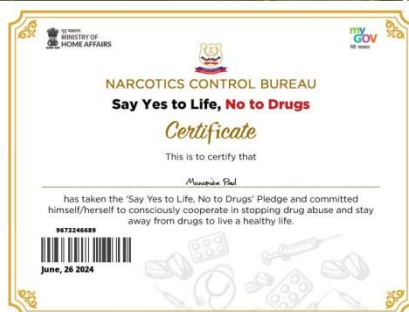 गृह मंत्रालय
MINISTRY OF
HOME AFFAIRS
my
GOV
मेरी सरकार
NARCOTICS CONTROL BUREAU
Say Yes to Life, No to Drugs
Certificate
This is to certify that
Paul
has taken the 'Say Yes to Life, No to Drugs' Pledge and committed
himself/herself to consciously cooperate in stopping drug abuse and stay
away from drugs to live a healthy life.
9673246689
June, 26 2024